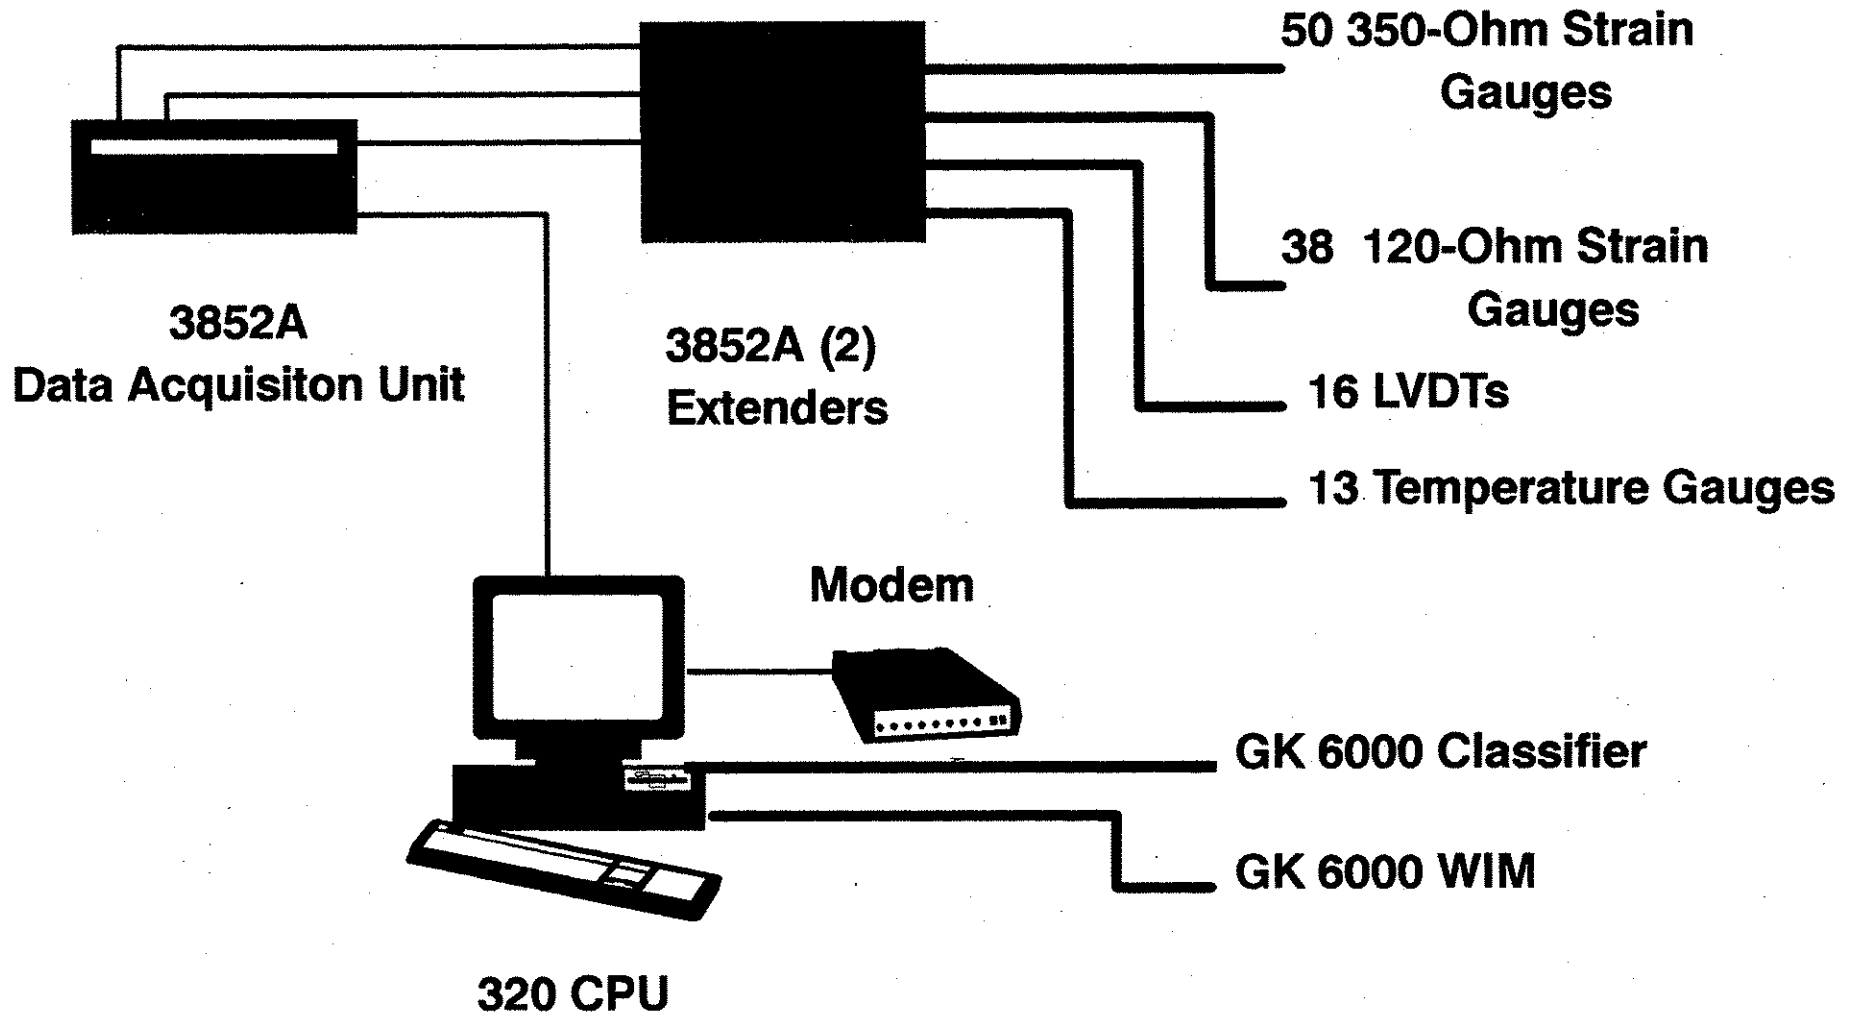 50 350-Ohm Strain
Gauges
38 120-Ohm Strain
Gauges
3852A
Data Acquisiton Unit
3852A (2)
Extenders
16 LVDTs
13 Temperature Gauges
Modem
GK 6000 Classifier
GK 6000 WIM
320 CPU